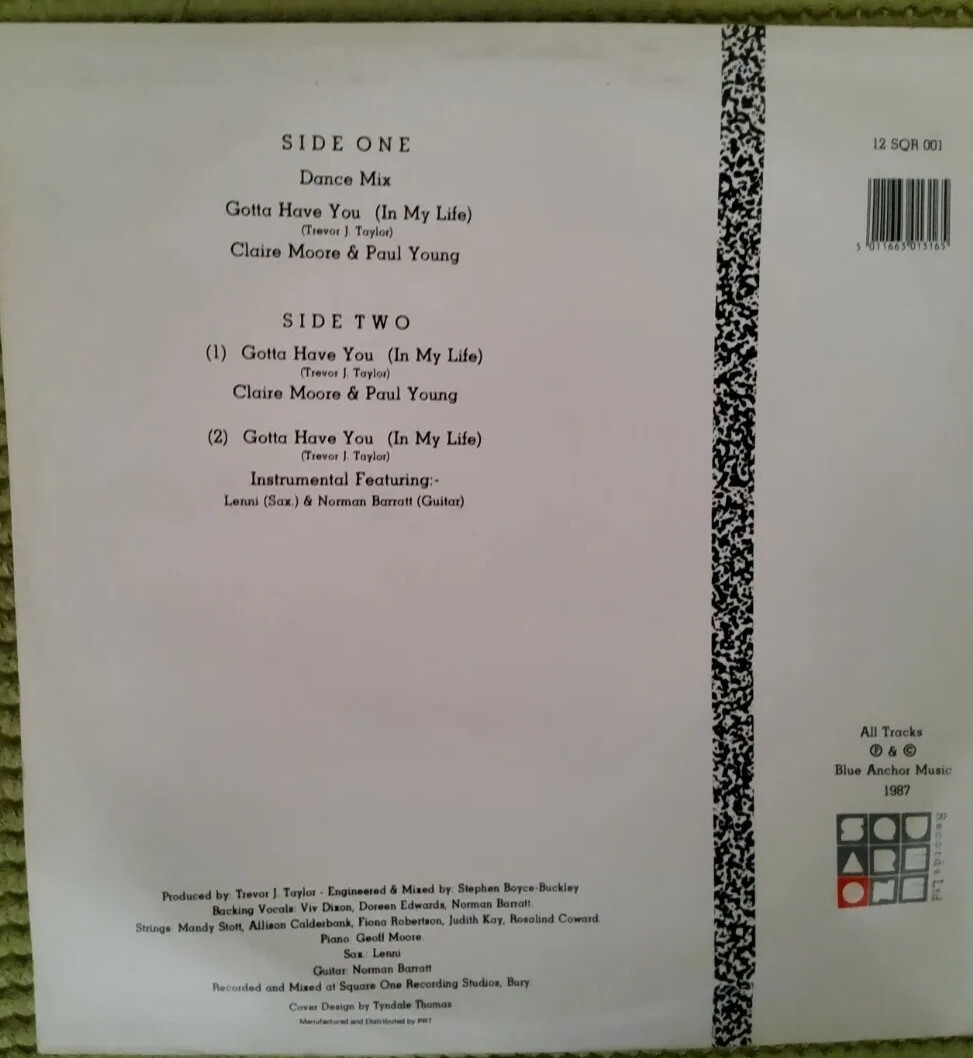 SIDE ONE
Dance Mix
Gotta Have You (In My Life)
(Trevor J. Taylor)
Claire Moore & Paul Young
SIDE TWO
(1) Gotta Have You (In My Life)
(Trevor J. Taylor)
Claire Moore & Paul Young
(2) Gotta Have You (In My Life)
(Trevor J. Taylor)
Instrumental Featuring:-
Lenni (Sax.) & Norman Barratt (Guitar)
Produced by: Trevor J. Taylor - Engineered & Mixed by: Stephen Boyce-Buckley
Backing Vocals: Viv Dixon, Doreen Edwards, Norman Barratt.
Strings: Mandy Stott, Allison Calderbank, Fiona Robertson, Judith Kay, Rosalind Coward.
Piano: Geoff Moore.
Sax.: Lenni
Guitar: Norman Barratt
Recorded and Mixed at Square One Recording Studios, Bury.
Cover Design by Tyndale Thomas
Manufactured and Distributed by PRT
12 SQR 001
5 011663 013165
All Tracks
℗ & ©
Blue Anchor Music
1987
SQU
ARE
ONE
Records Ltd